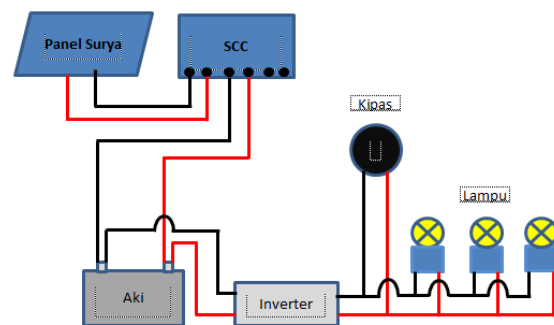 Panel Surya
SCC
Kipas
Lampu
Aki
Inverter